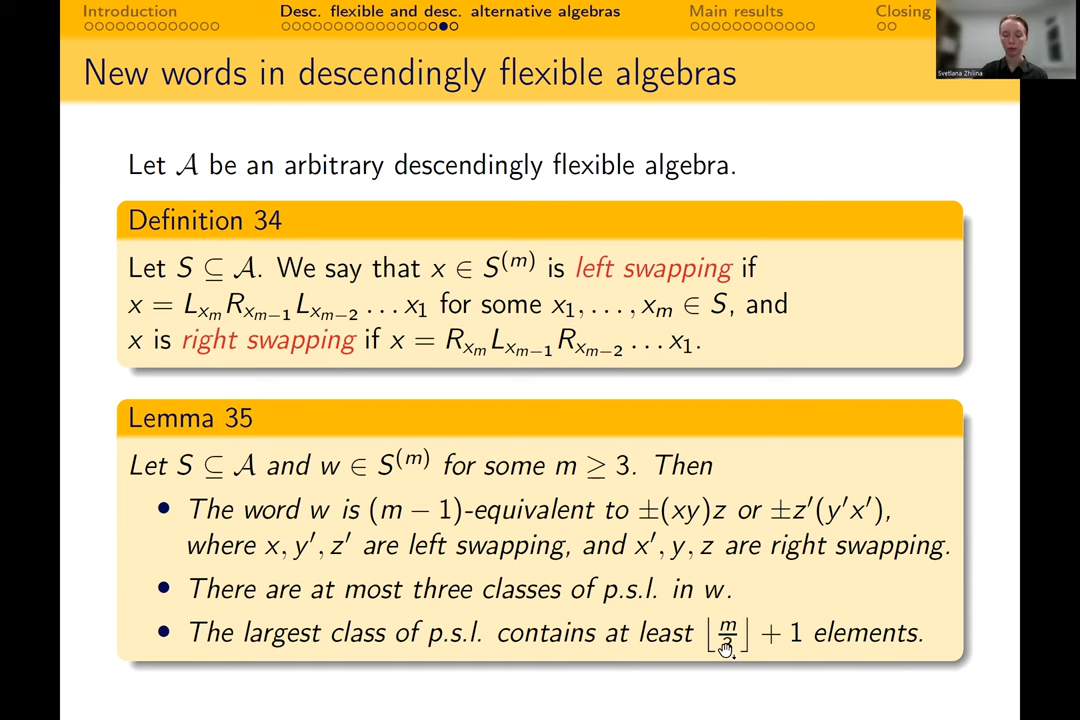 Introduction Desc. flexible and desc. alternative algebras Main results Closing
New words in descendingly flexible algebras
Svetlana Zhilina
Let 𝒜 be an arbitrary descendingly flexible algebra.
Definition 34
Let S ⊆ 𝒜. We say that x ∈ S^(m) is left swapping if
x = L_{x_m} R_{x_{m−1}} L_{x_{m−2}} … x_1 for some x_1, …, x_m ∈ S, and
x is right swapping if x = R_{x_m} L_{x_{m−1}} R_{x_{m−2}} … x_1.
Lemma 35
Let S ⊆ 𝒜 and w ∈ S^(m) for some m ≥ 3. Then
• The word w is (m − 1)-equivalent to ±(xy)z or ±z′(y′x′),
where x, y′, z′ are left swapping, and x′, y, z are right swapping.
• There are at most three classes of p.s.l. in w.
• The largest class of p.s.l. contains at least ⌊m/3⌋ + 1 elements.